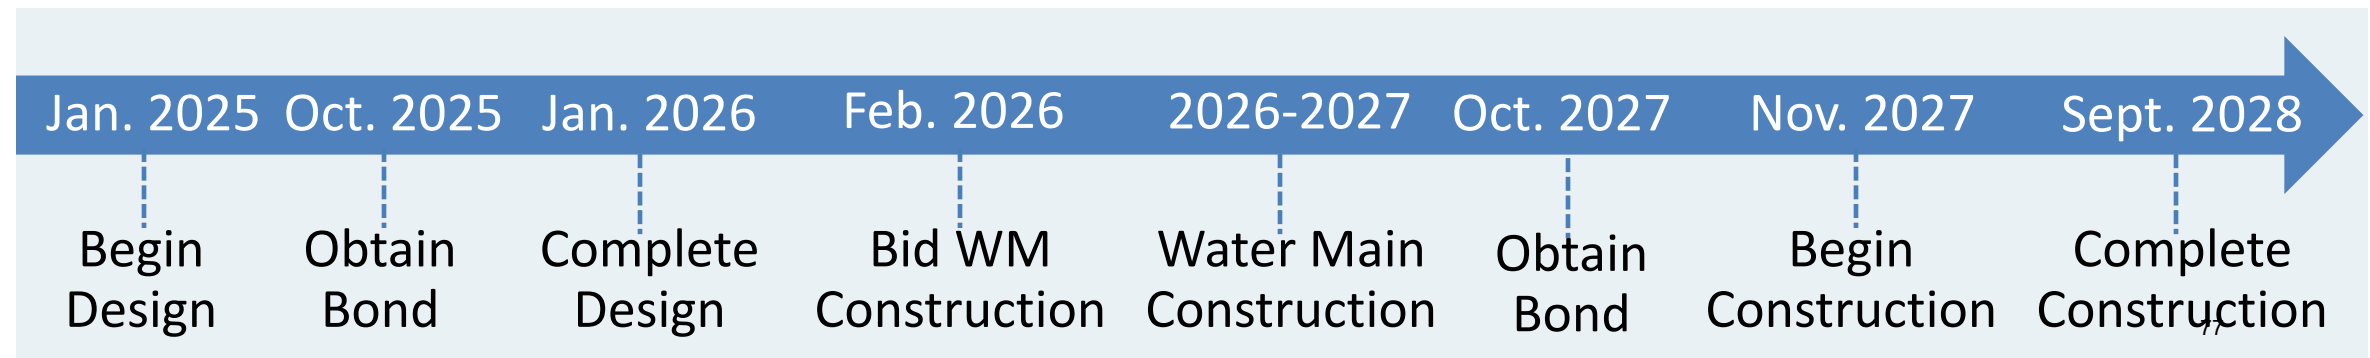 Jan. 2025 Oct. 2025 Jan. 2026 Feb. 2026 2026-2027 Oct. 2027 Nov. 2027 Sept. 2028
Begin Obtain Complete Bid WM Water Main Obtain Begin Complete
Design Bond Design Construction Construction Bond Construction Construction
77